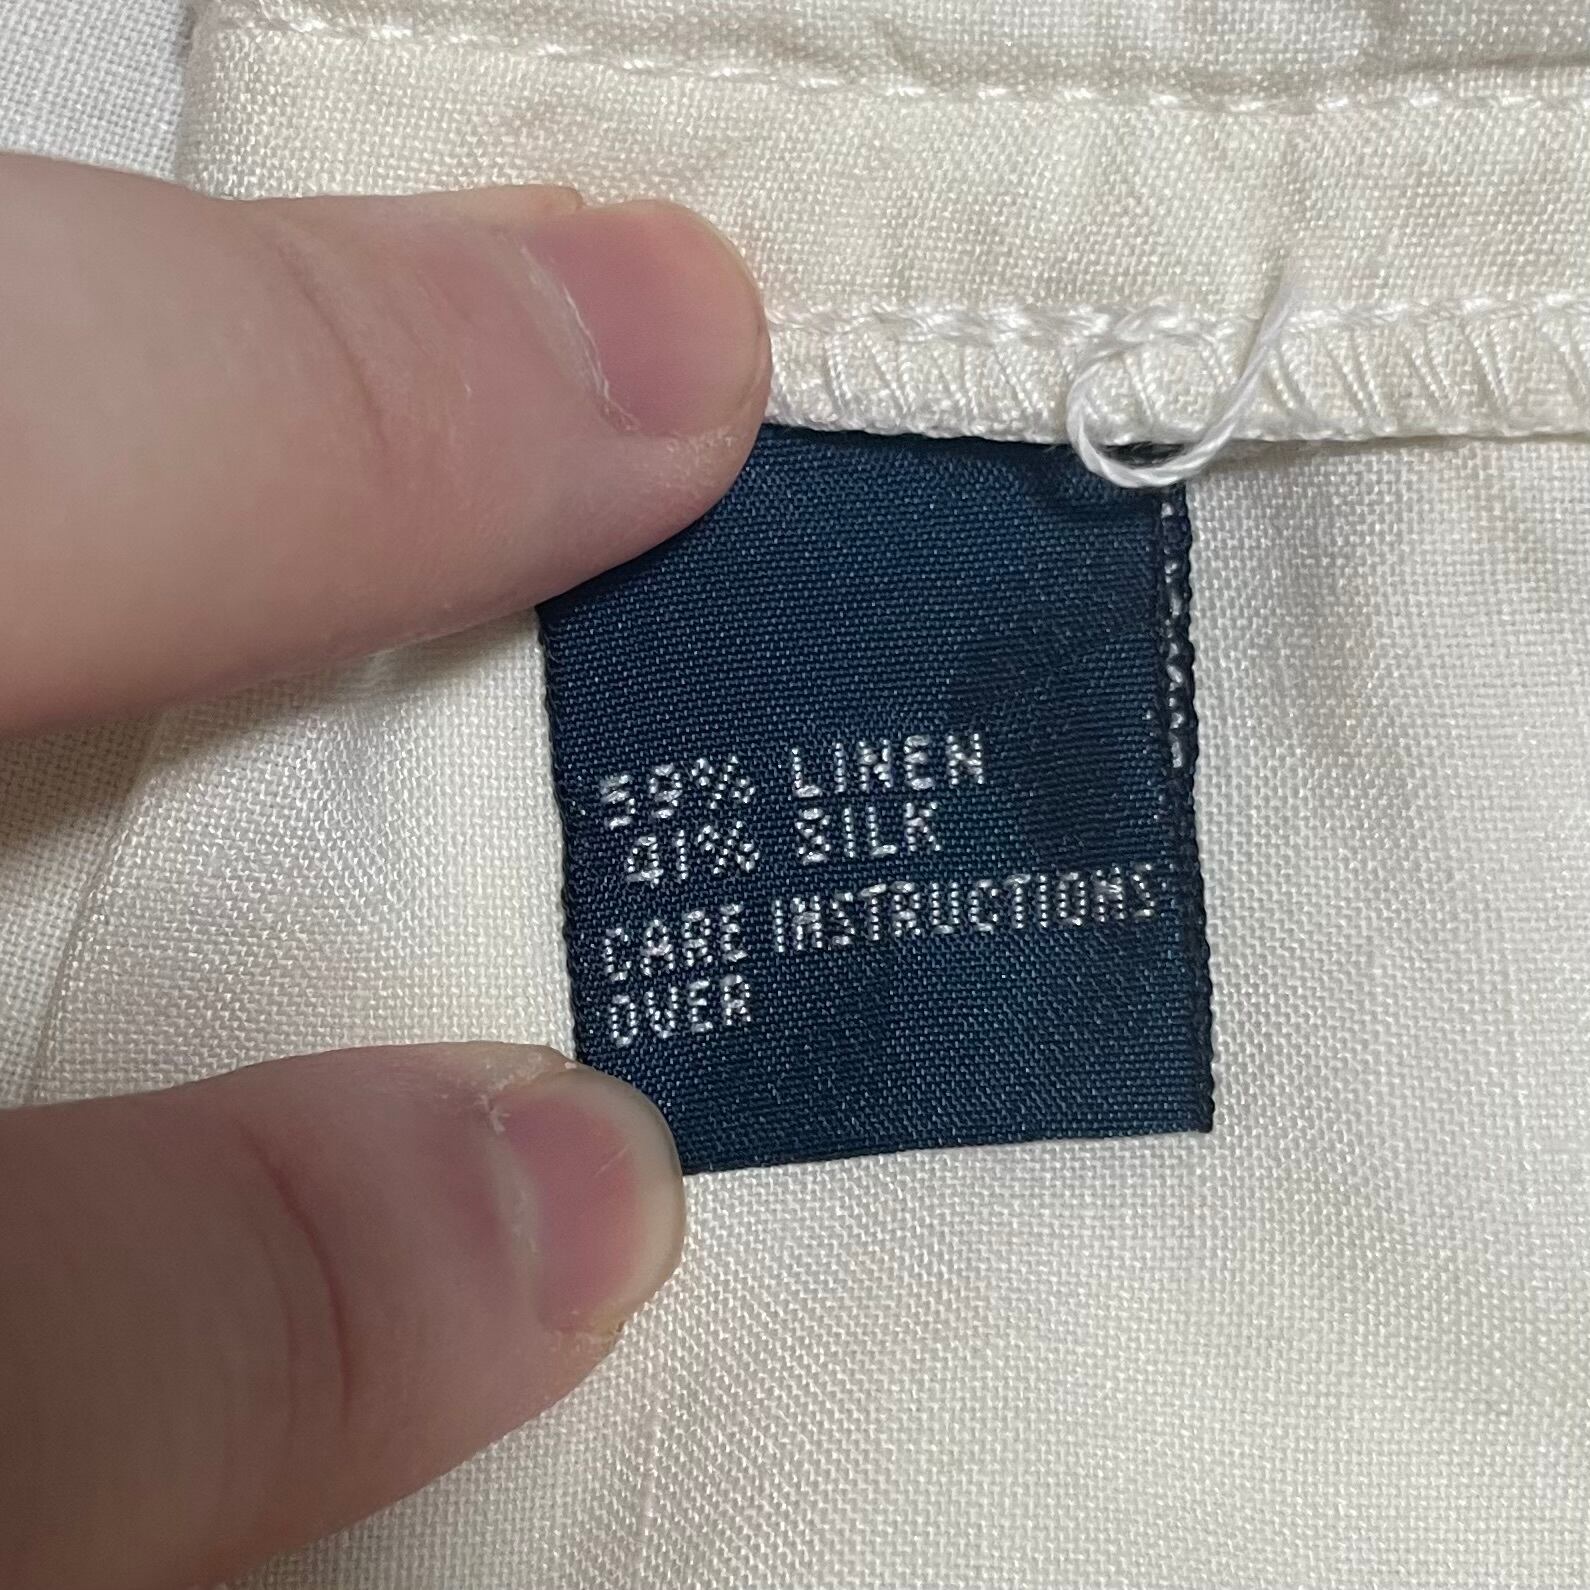 59% LINEN
41% SILK
CARE INSTRUCTIONS
OVER